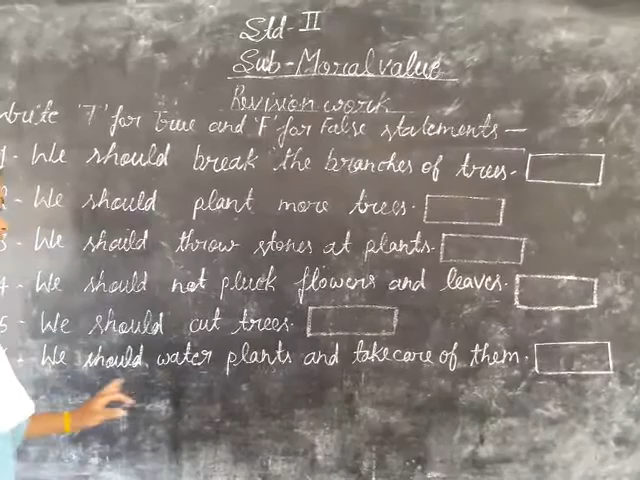 Std - II
Sub - Moral value
Revision work
write 'T' for True and 'F' for False statements —
1 - We should break the branches of trees.
- We should plant more trees.
3 - We should throw stones at plants.
4 - We should not pluck flowers and leaves.
5 - We should cut trees.
- We should water plants and take care of them.